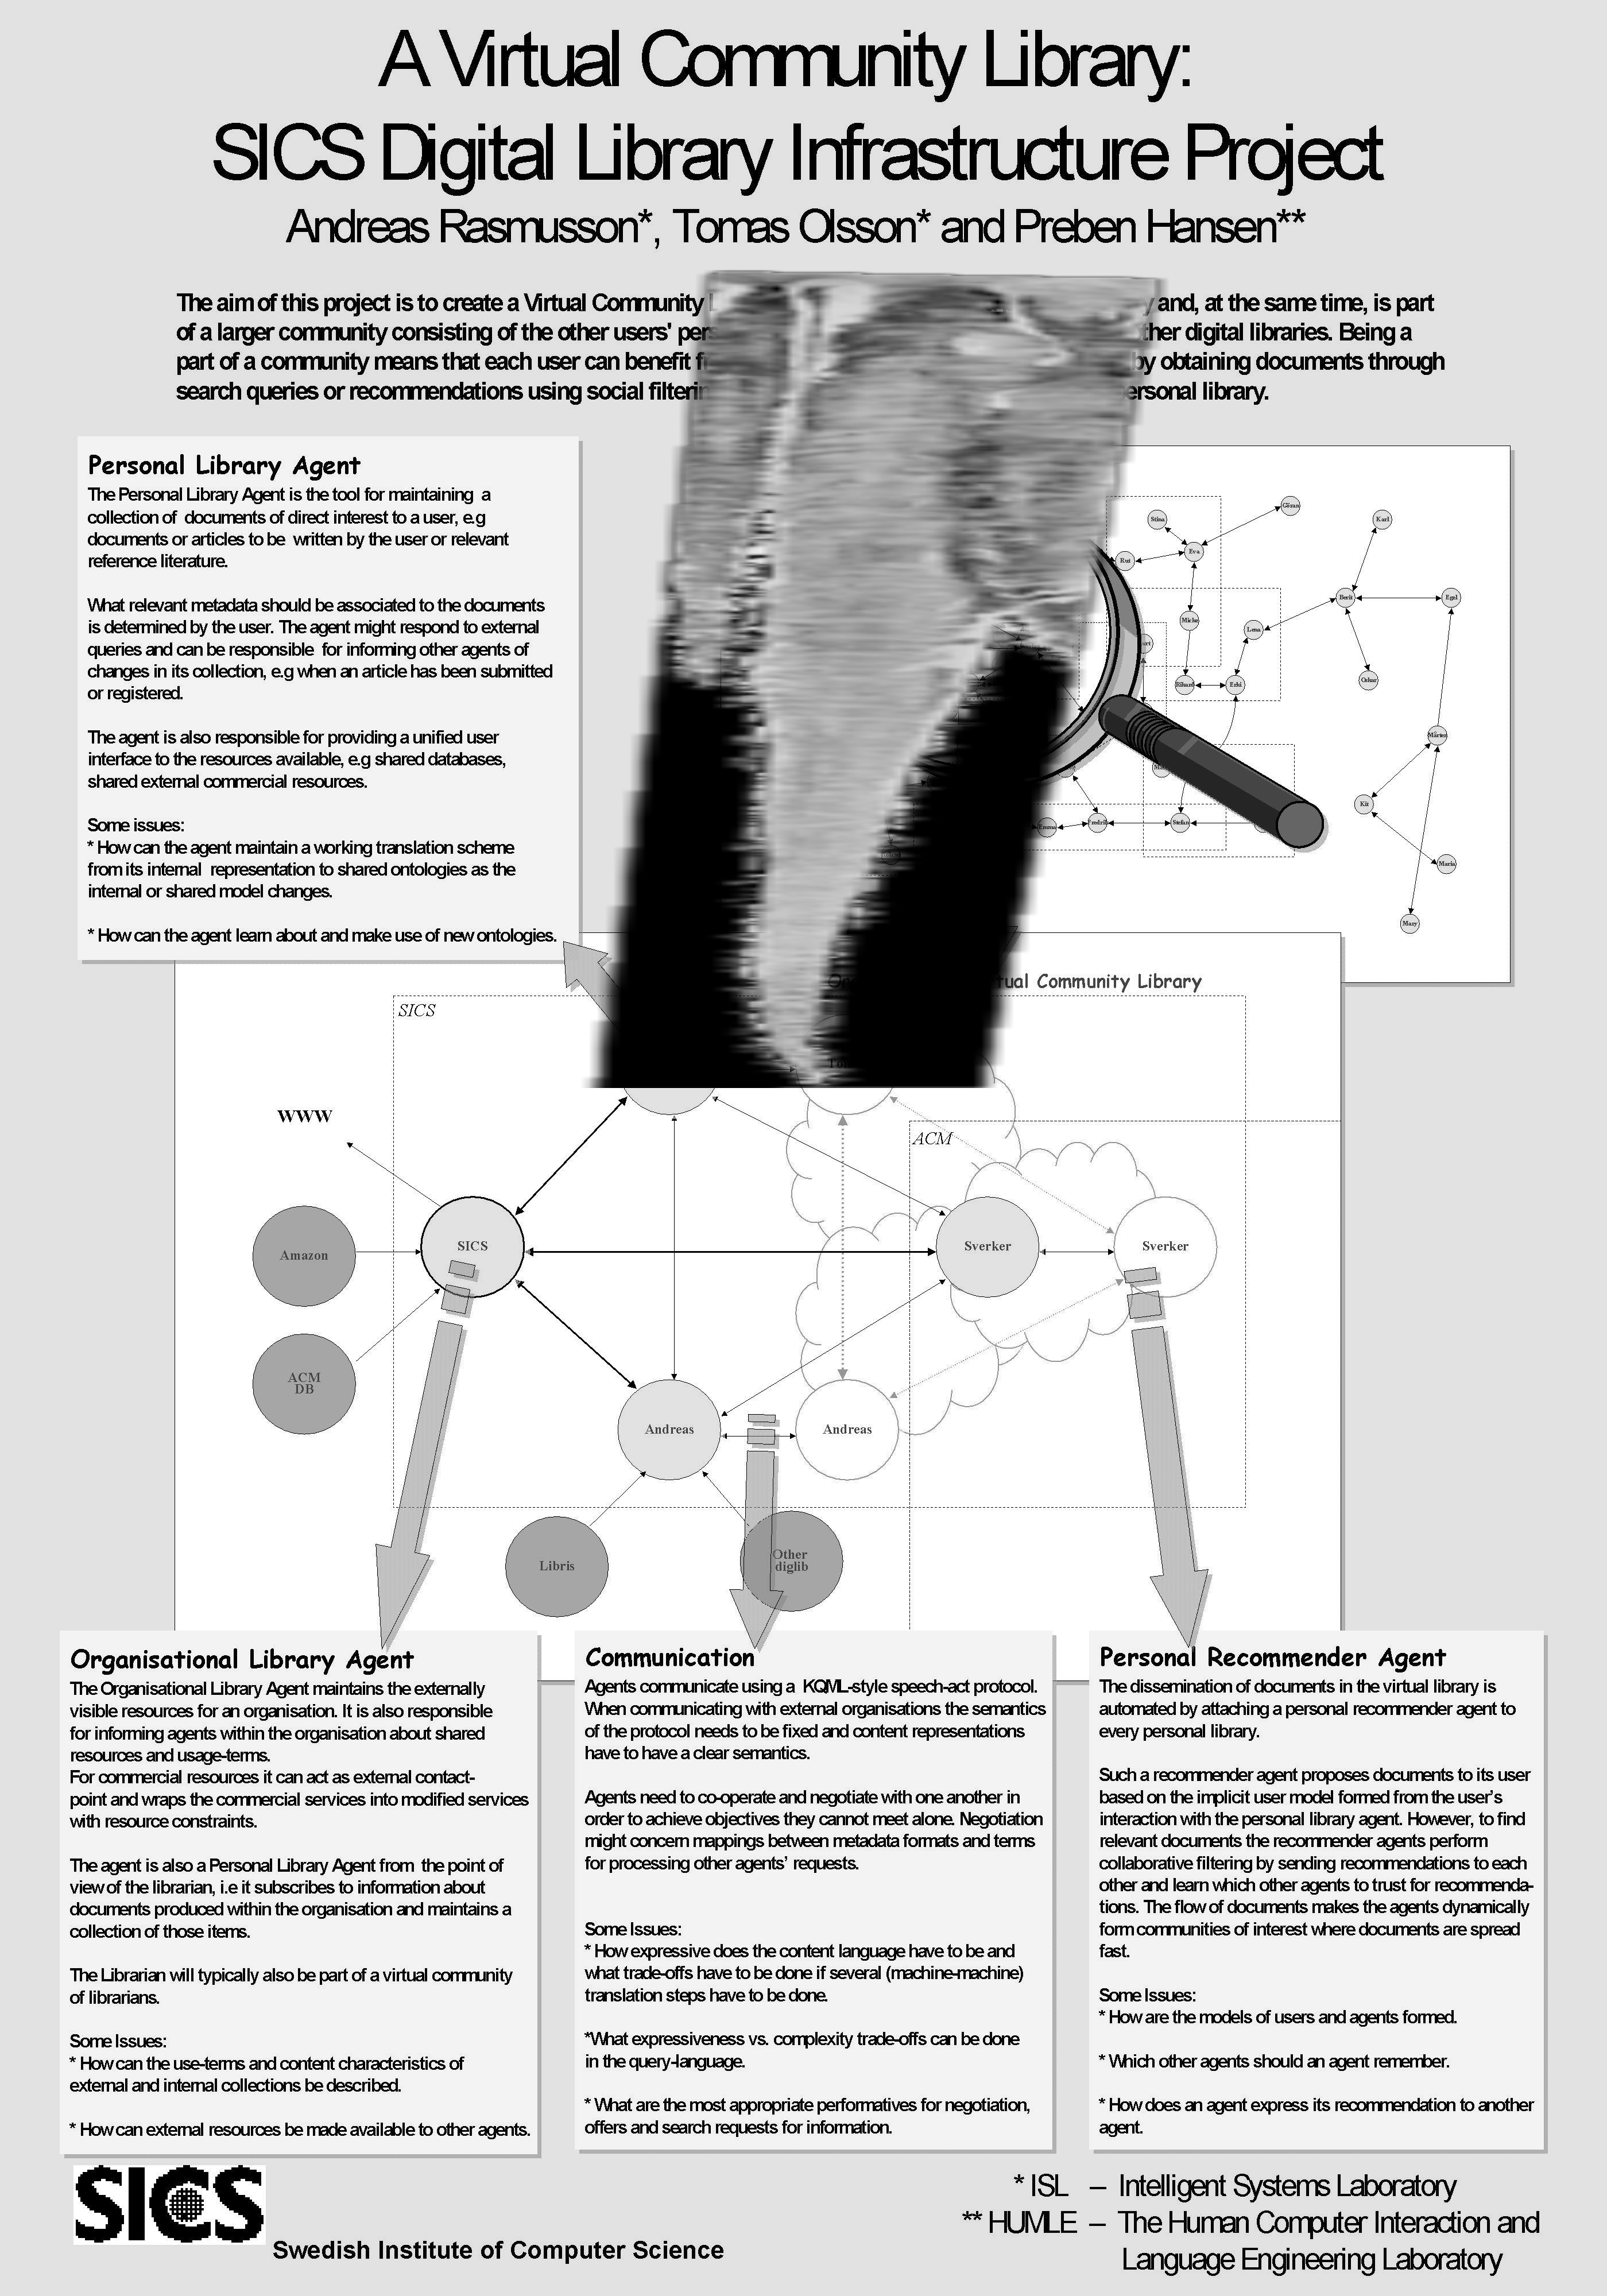 A Virtual Community Library:
SICS Digital Library Infrastructure Project
Andreas Rasmusson*, Tomas Olsson* and Preben Hansen**
The aim of this project is to create a Virtual Community and, at the same time, is part
of a larger community consisting of the other users' other digital libraries. Being a
part of a community means that each user can benefit by obtaining documents through
search queries or recommendations using social filtering personal library.
Personal Library Agent
The Personal Library Agent is the tool for maintaining a
collection of documents of direct interest to a user, e.g
documents or articles to be written by the user or relevant
reference literature.
What relevant metadata should be associated to the documents
is determined by the user. The agent might respond to external
queries and can be responsible for informing other agents of
changes in its collection, e.g when an article has been submitted
or registered.
The agent is also responsible for providing a unified user
interface to the resources available, e.g shared databases,
shared external commercial resources.
Some issues:
* How can the agent maintain a working translation scheme
from its internal representation to shared ontologies as the
internal or shared model changes.
* How can the agent learn about and make use of new ontologies.
Stina
Karl
Rut
Eva
Berit
Egil
Miche
Lena
Rikard
Oskar
Mårten
Kit
Emma
Fredrik
Stefan
Maria
Mary
Virtual Community Library
SICS
WWW
ACM
Amazon
SICS
Sverker
Sverker
ACM
DB
Andreas
Andreas
Libris
Other
diglib
Organisational Library Agent
The Organisational Library Agent maintains the externally
visible resources for an organisation. It is also responsible
for informing agents within the organisation about shared
resources and usage-terms.
For commercial resources it can act as external contact-
point and wraps the commercial services into modified services
with resource constraints.
The agent is also a Personal Library Agent from the point of
view of the librarian, i.e it subscribes to information about
documents produced within the organisation and maintains a
collection of those items.
The Librarian will typically also be part of a virtual community
of librarians.
Some Issues:
* How can the use-terms and content characteristics of
external and internal collections be described.
* How can external resources be made available to other agents.
Communication
Agents communicate using a KQML-style speech-act protocol.
When communicating with external organisations the semantics
of the protocol needs to be fixed and content representations
have to have a clear semantics.
Agents need to co-operate and negotiate with one another in
order to achieve objectives they cannot meet alone. Negotiation
might concern mappings between metadata formats and terms
for processing other agents' requests.
Some Issues:
* How expressive does the content language have to be and
what trade-offs have to be done if several (machine-machine)
translation steps have to be done.
*What expressiveness vs. complexity trade-offs can be done
in the query-language.
* What are the most appropriate performatives for negotiation,
offers and search requests for information.
Personal Recommender Agent
The dissemination of documents in the virtual library is
automated by attaching a personal recommender agent to
every personal library.
Such a recommender agent proposes documents to its user
based on the implicit user model formed from the user's
interaction with the personal library agent. However, to find
relevant documents the recommender agents perform
collaborative filtering by sending recommendations to each
other and learn which other agents to trust for recommenda-
tions. The flow of documents makes the agents dynamically
form communities of interest where documents are spread
fast.
Some Issues:
* How are the models of users and agents formed.
* Which other agents should an agent remember.
* How does an agent express its recommendation to another
agent.
SICS
Swedish Institute of Computer Science
* ISL – Intelligent Systems Laboratory
** HUMLE – The Human Computer Interaction and
Language Engineering Laboratory